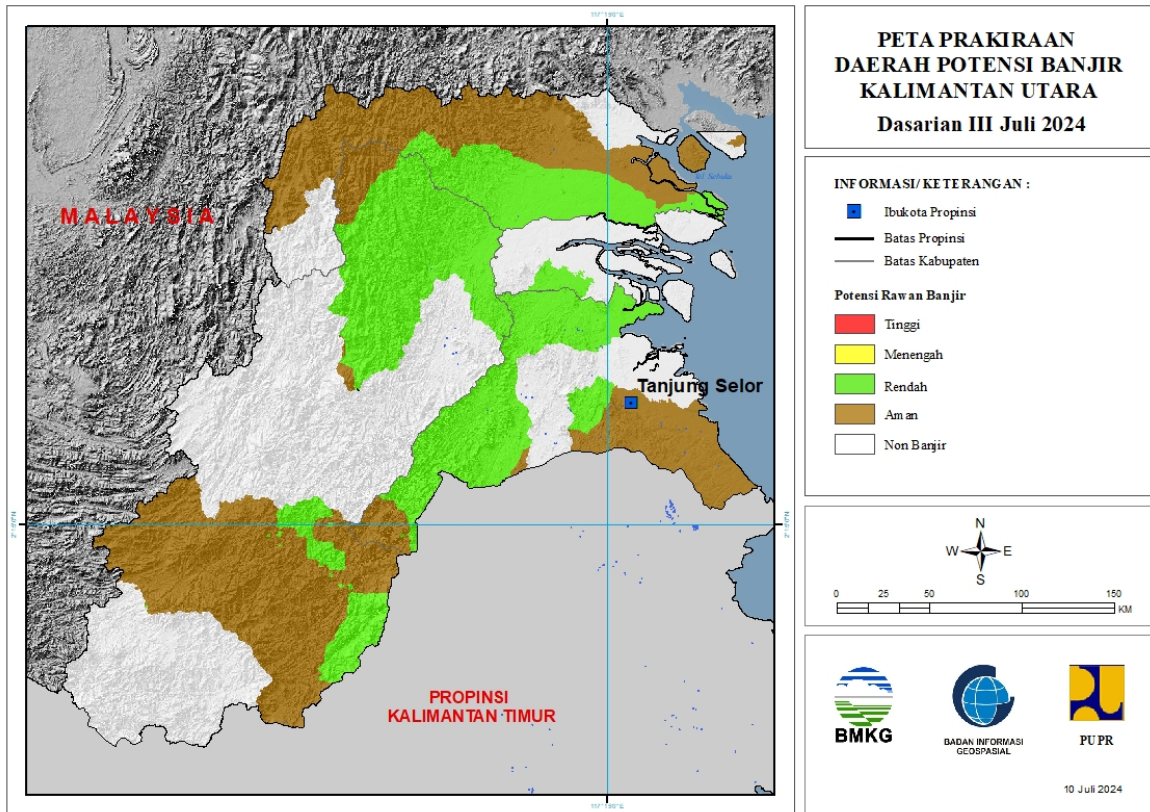 PETA PRAKIRAAN
DAERAH POTENSI BANJIR
KALIMANTAN UTARA
Dasarian III Juli 2024
INFORMASI/ KETERANGAN :
Ibukota Propinsi
Batas Propinsi
Batas Kabupaten
Potensi Rawan Banjir
Tinggi
Menengah
Rendah
Aman
Non Banjir
N
W E
S
0 25 50 100 150
KM
BMKG
BADAN INFORMASI
GEOSPASIAL
PUPR
10 Juli 2024
MALAYSIA
Tanjung Selor
PROPINSI
KALIMANTAN TIMUR